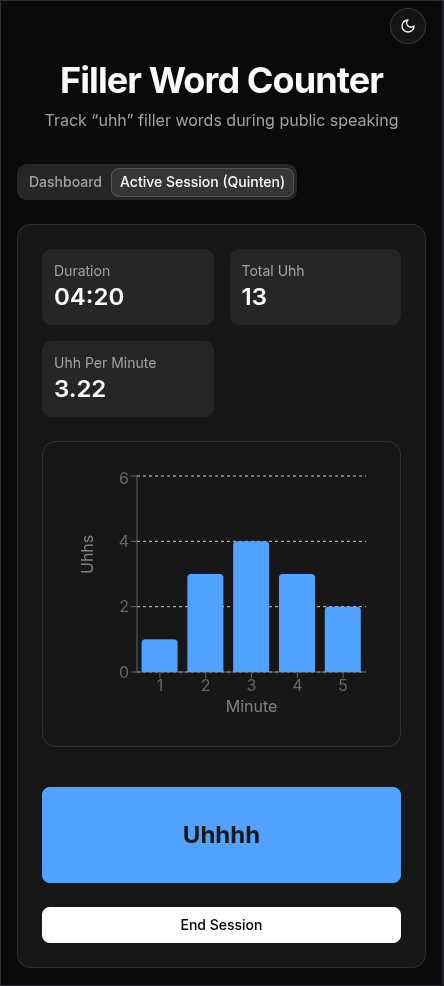 Filler Word Counter
Track “uhh” filler words during public speaking
Dashboard
Active Session (Quinten)
Duration
04:20
Total Uhh
13
Uhh Per Minute
3.22
6
4
2
0
Uhhs
1 2 3 4 5
Minute
Uhhhh
End Session